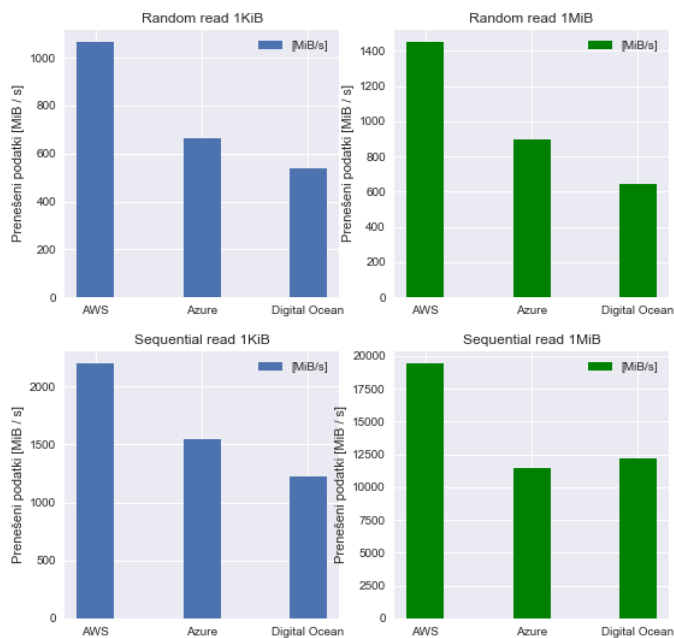 Random read 1KiB
[MiB/s]
Prenešeni podatki [MiB / s]
1000
800
600
400
200
0
AWS Azure Digital Ocean
Random read 1MiB
[MiB/s]
Prenešeni podatki [MiB / s]
1400
1200
1000
800
600
400
200
0
AWS Azure Digital Ocean
Sequential read 1KiB
[MiB/s]
Prenešeni podatki [MiB / s]
2000
1500
1000
500
0
AWS Azure Digital Ocean
Sequential read 1MiB
[MiB/s]
Prenešeni podatki [MiB / s]
20000
17500
15000
12500
10000
7500
5000
2500
0
AWS Azure Digital Ocean